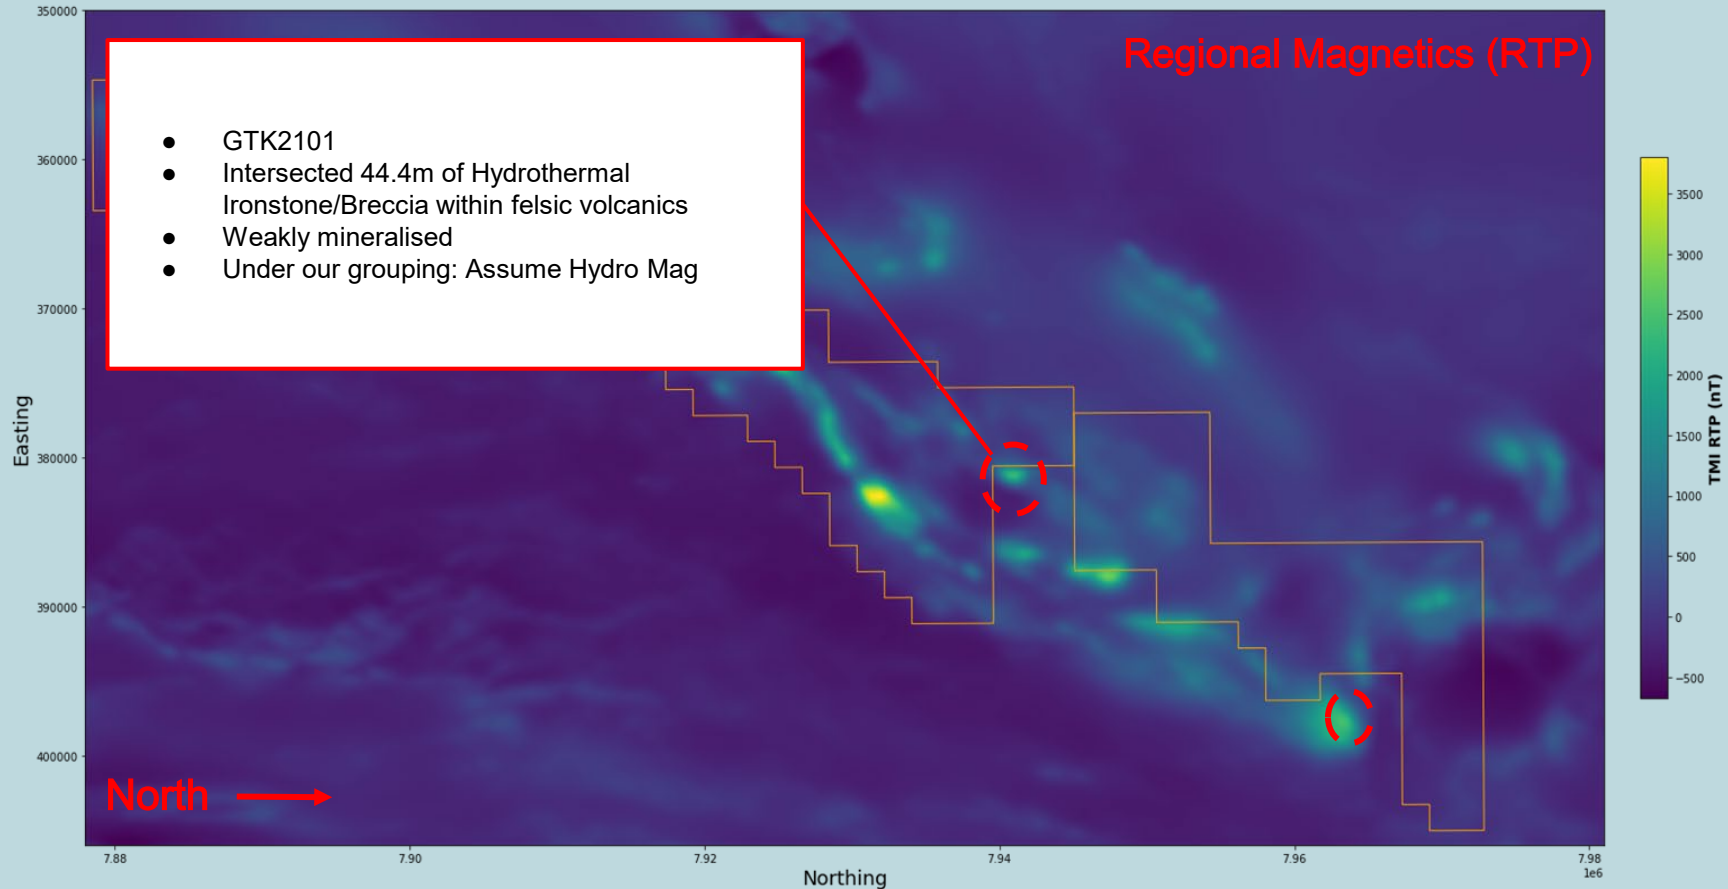 Regional Magnetics (RTP)
● GTK2101
● Intersected 44.4m of Hydrothermal
Ironstone/Breccia within felsic volcanics
● Weakly mineralised
● Under our grouping: Assume Hydro Mag
350000
360000
370000
380000
390000
400000
Easting
North
7.88
7.90
7.92
7.94
7.96
7.98
1e6
Northing
3500
3000
2500
2000
1500
1000
500
0
−500
TMI RTP (nT)